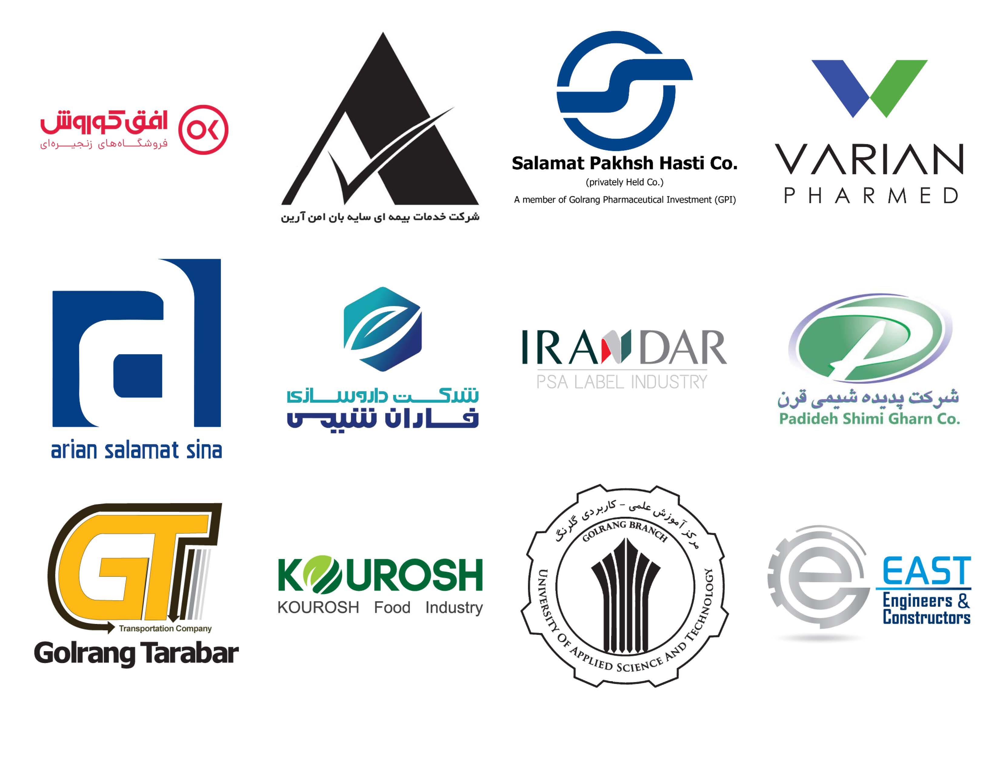 افق کوروش
فروشگاه‌های زنجیره‌ای
OK
شرکت خدمات بیمه ای سایه بان امن آرین
Salamat Pakhsh Hasti Co.
(privately Held Co.)
A member of Golrang Pharmaceutical Investment (GPI)
VARIAN
PHARMED
arian salamat sina
شرکت داروسازی
فاران شیمی
IRANDAR
PSA LABEL INDUSTRY
شرکت پدیده شیمی قرن
Padideh Shimi Gharn Co.
GT
Transportation Company
Golrang Tarabar
KOUROSH
KOUROSH Food Industry
مرکز آموزش علمی - کاربردی گلرنگ
GOLRANG BRANCH
UNIVERSITY OF APPLIED SCIENCE AND TECHNOLOGY
e
EAST
Engineers &
Constructors